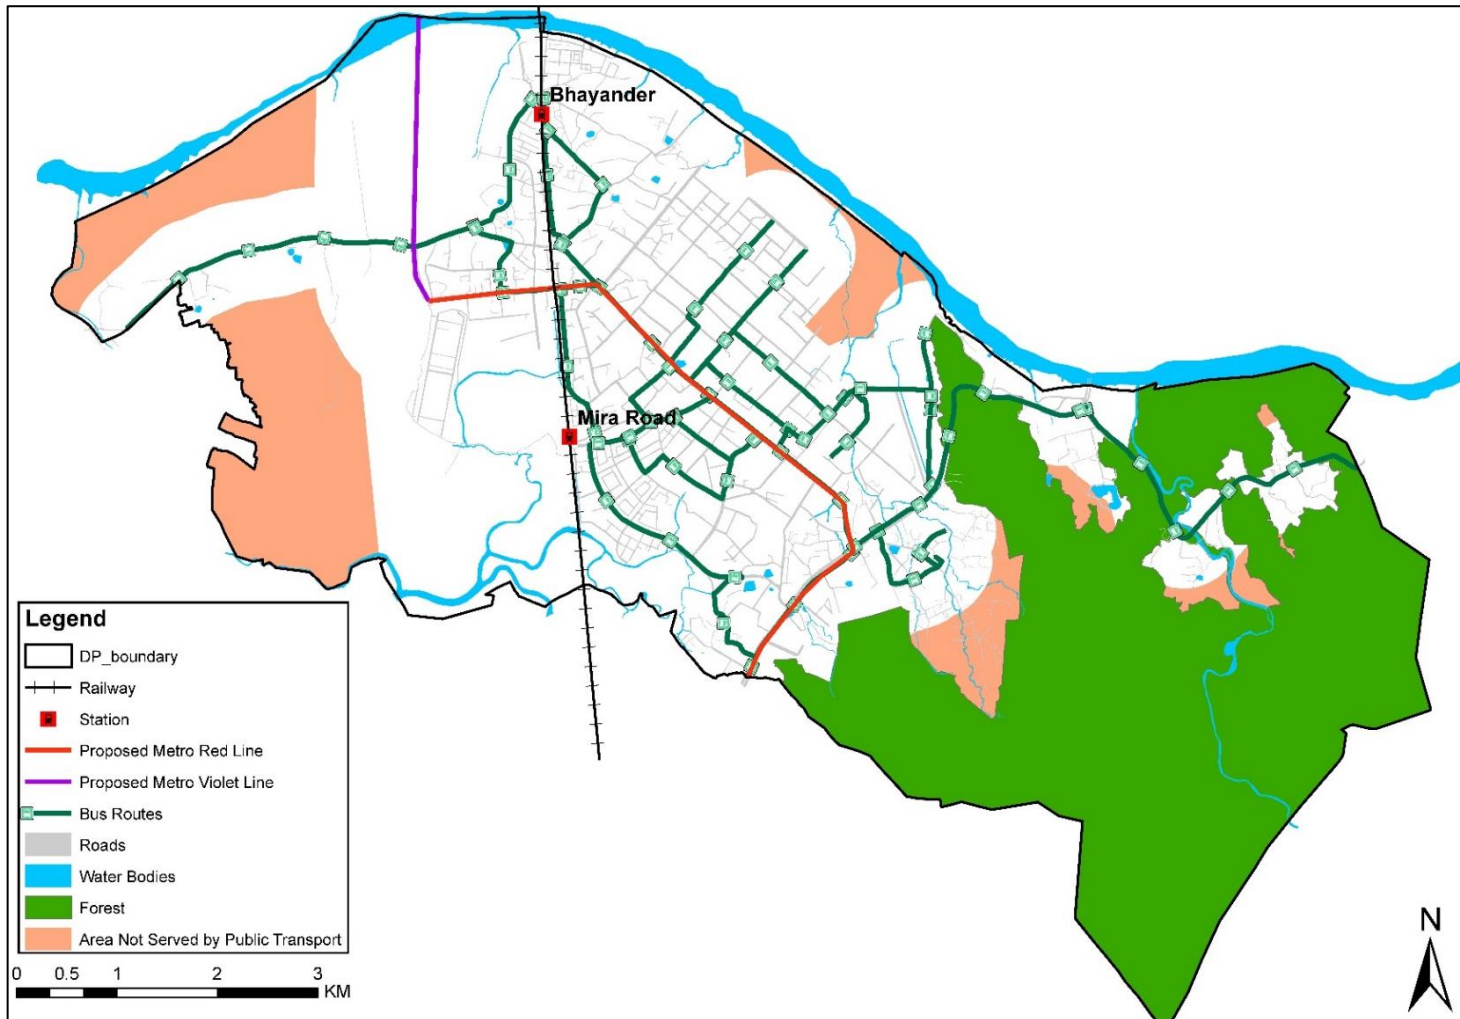 Bhayander
Mira Road
Legend
DP_boundary
Railway
Station
Proposed Metro Red Line
Proposed Metro Violet Line
Bus Routes
Roads
Water Bodies
Forest
Area Not Served by Public Transport
0 0.5 1 2 3
KM
N